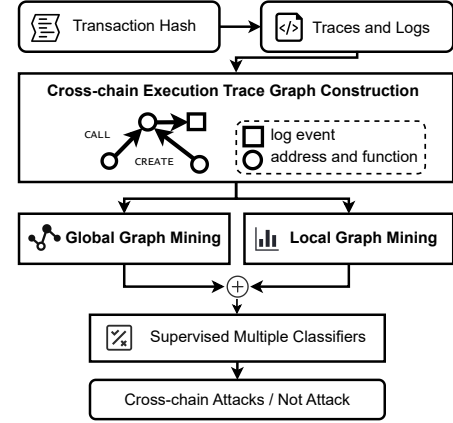 Transaction Hash
</> Traces and Logs
Cross-chain Execution Trace Graph Construction
CALL
CREATE
log event
address and function
Global Graph Mining
Local Graph Mining
Supervised Multiple Classifiers
Cross-chain Attacks / Not Attack